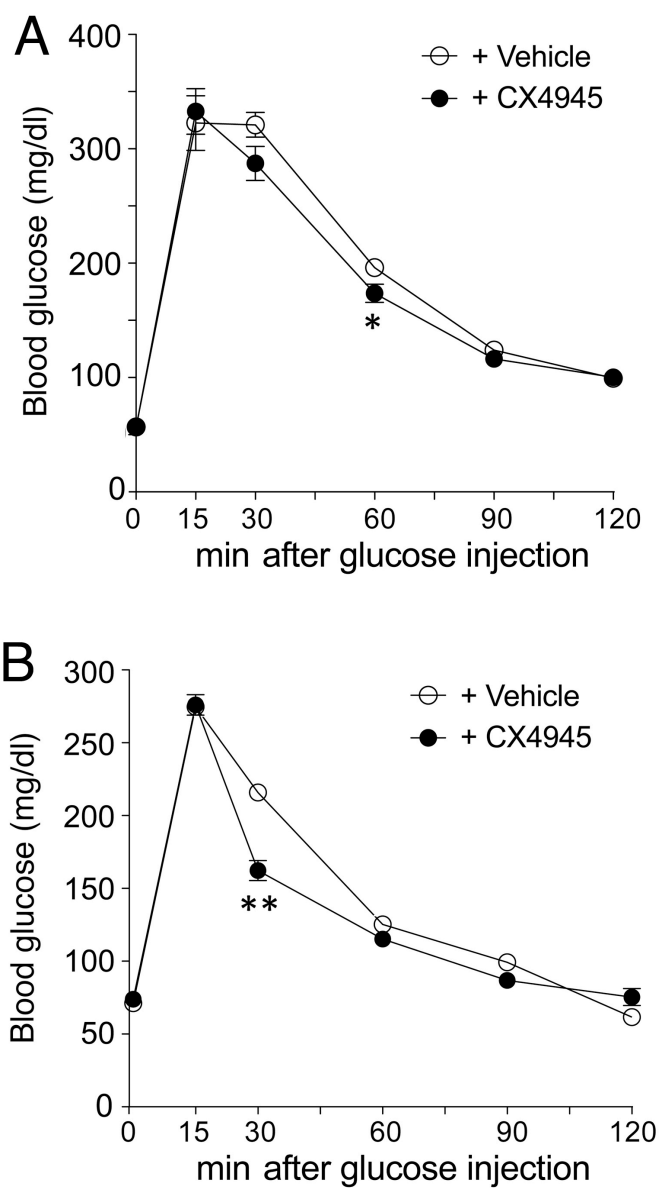 A
400
300
200
100
0
Blood glucose (mg/dl)
+ Vehicle
+ CX4945
*
0 15 30 60 90 120
min after glucose injection
B
300
250
200
150
100
50
0
Blood glucose (mg/dl)
+ Vehicle
+ CX4945
**
0 15 30 60 90 120
min after glucose injection